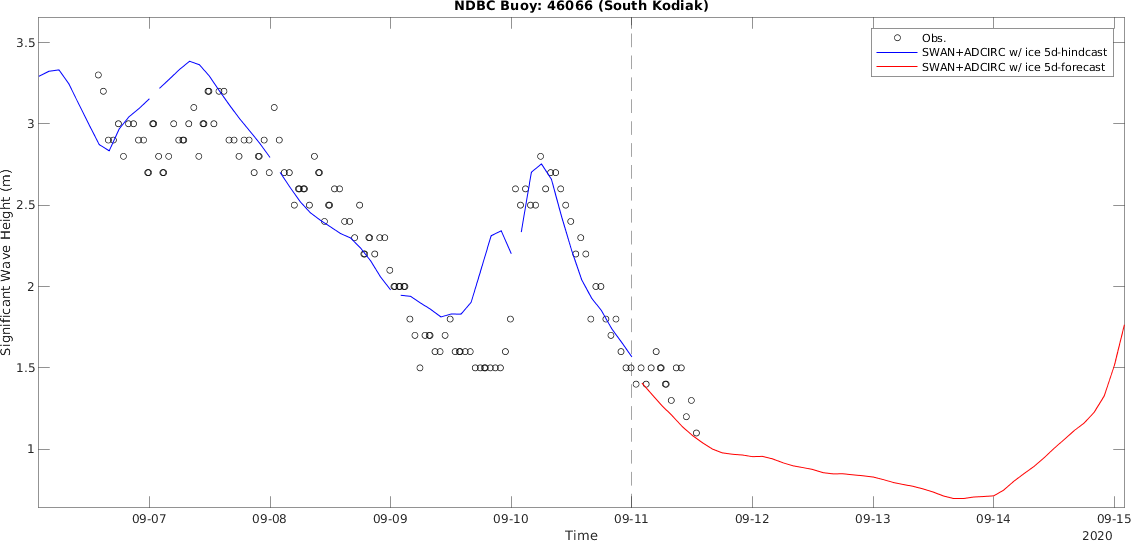 NDBC Buoy: 46066 (South Kodiak)
Obs.
SWAN+ADCIRC w/ ice 5d-hindcast
SWAN+ADCIRC w/ ice 5d-forecast
Significant Wave Height (m)
3.5
3
2.5
2
1.5
1
09-07 09-08 09-09 09-10 09-11 09-12 09-13 09-14 09-15
Time
2020